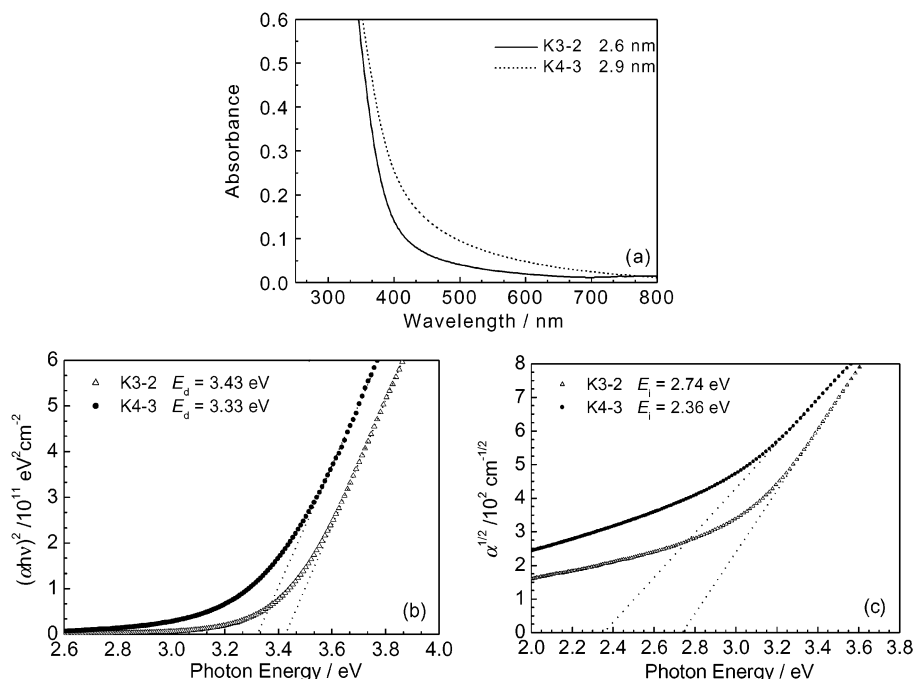 0.6
0.5
0.4
0.3
0.2
0.1
0.0
Absorbance
K3-2 2.6 nm
K4-3 2.9 nm
(a)
300 400 500 600 700 800
Wavelength / nm
6
5
4
3
2
1
0
(αhν)² /10¹¹ eV²cm⁻²
K3-2 E_d = 3.43 eV
K4-3 E_d = 3.33 eV
(b)
2.6 2.8 3.0 3.2 3.4 3.6 3.8 4.0
Photon Energy / eV
8
7
6
5
4
3
2
1
0
α^1/2 /10² cm^-1/2
K3-2 E_i = 2.74 eV
K4-3 E_i = 2.36 eV
(c)
2.0 2.2 2.4 2.6 2.8 3.0 3.2 3.4 3.6 3.8
Photon Energy / eV